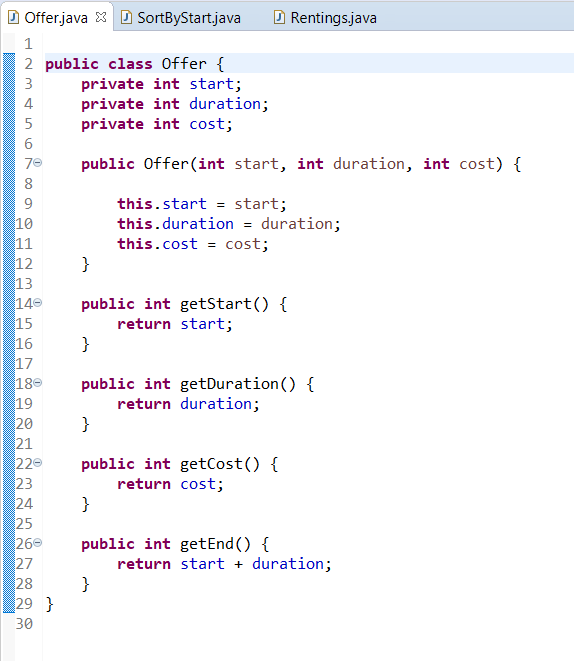 Offer.java SortByStart.java Rentings.java
1
2 public class Offer {
3 private int start;
4 private int duration;
5 private int cost;
6
7 public Offer(int start, int duration, int cost) {
8
9 this.start = start;
10 this.duration = duration;
11 this.cost = cost;
12 }
13
14 public int getStart() {
15 return start;
16 }
17
18 public int getDuration() {
19 return duration;
20 }
21
22 public int getCost() {
23 return cost;
24 }
25
26 public int getEnd() {
27 return start + duration;
28 }
29 }
30